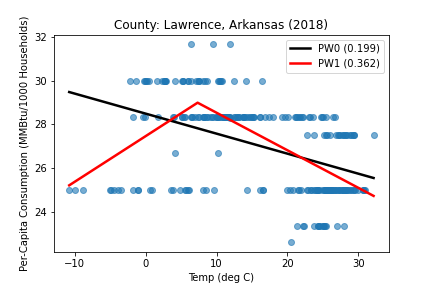 County: Lawrence, Arkansas (2018)
PW0 (0.199)
PW1 (0.362)
Per-Capita Consumption (MMBtu/1000 Households)
32
30
28
26
24
−10
0
10
20
30
Temp (deg C)